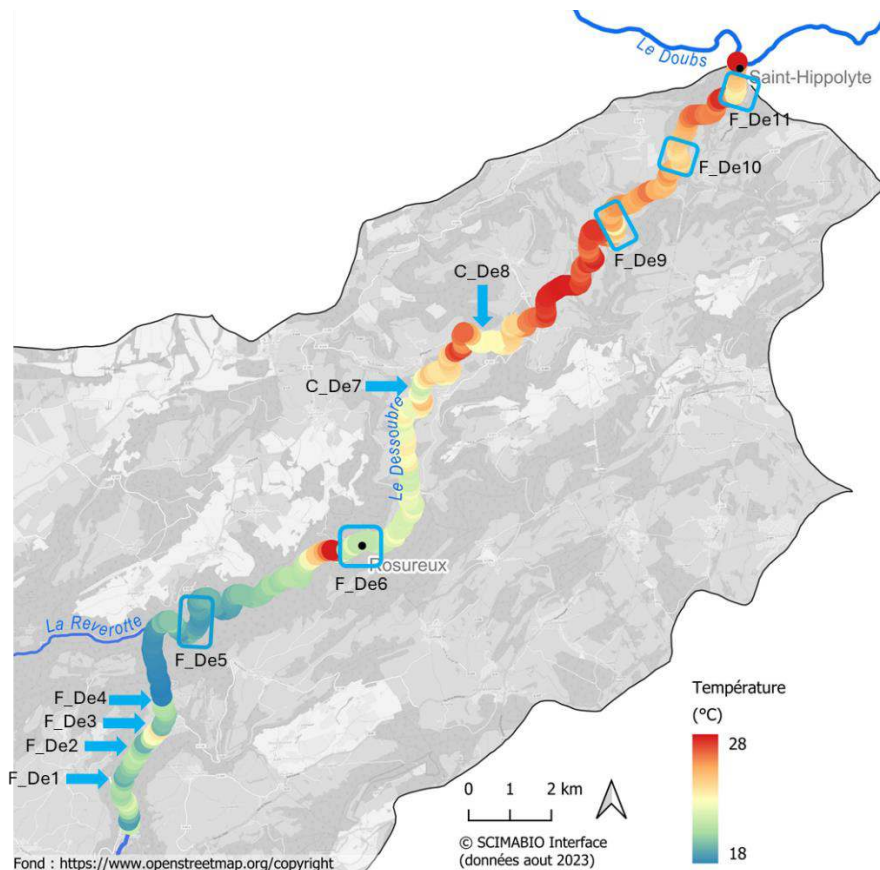 Le Doubs
Saint-Hippolyte
F_De11
F_De10
F_De9
C_De8
C_De7
Le Dessoubre
Rosureux
F_De6
La Reverotte
F_De5
F_De4
F_De3
F_De2
F_De1
Température
(°C)
28
18
0 1 2 km
© SCIMABIO Interface
(données aout 2023)
Fond : https://www.openstreetmap.org/copyright